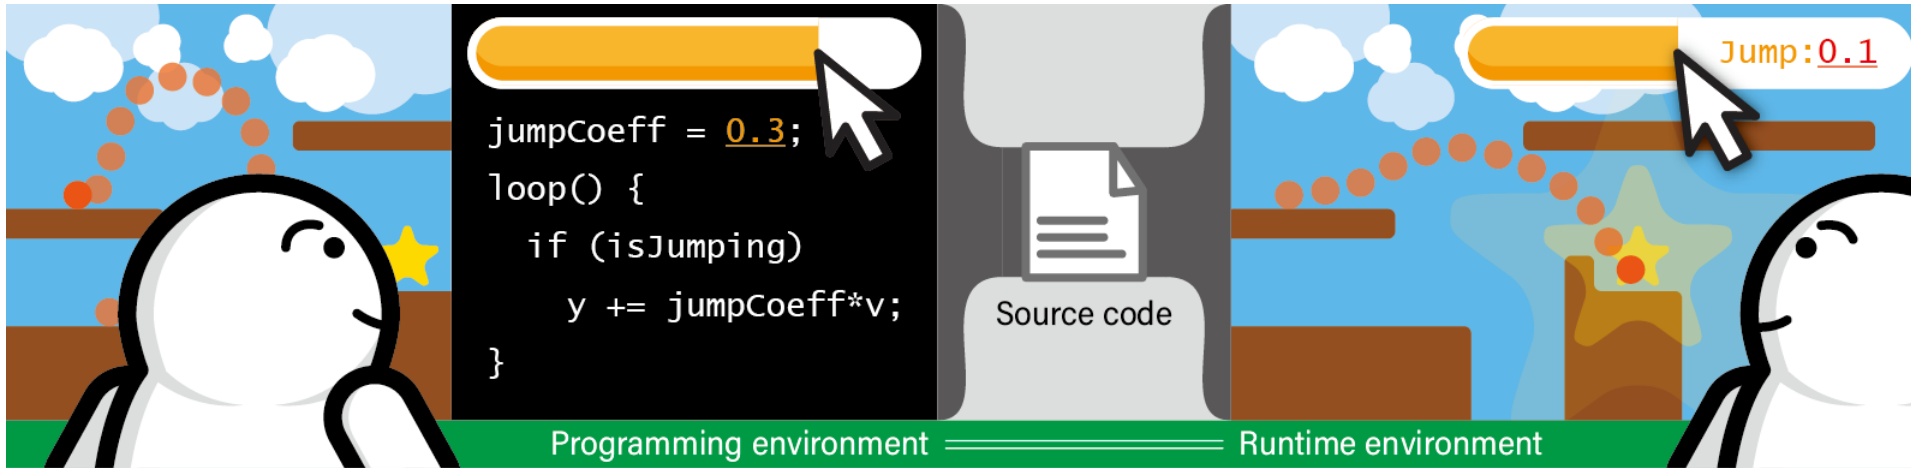 jumpCoeff = 0.3;
loop() {
if (isJumping)
y += jumpCoeff*v;
}
Source code
Jump:0.1
Programming environment
Runtime environment